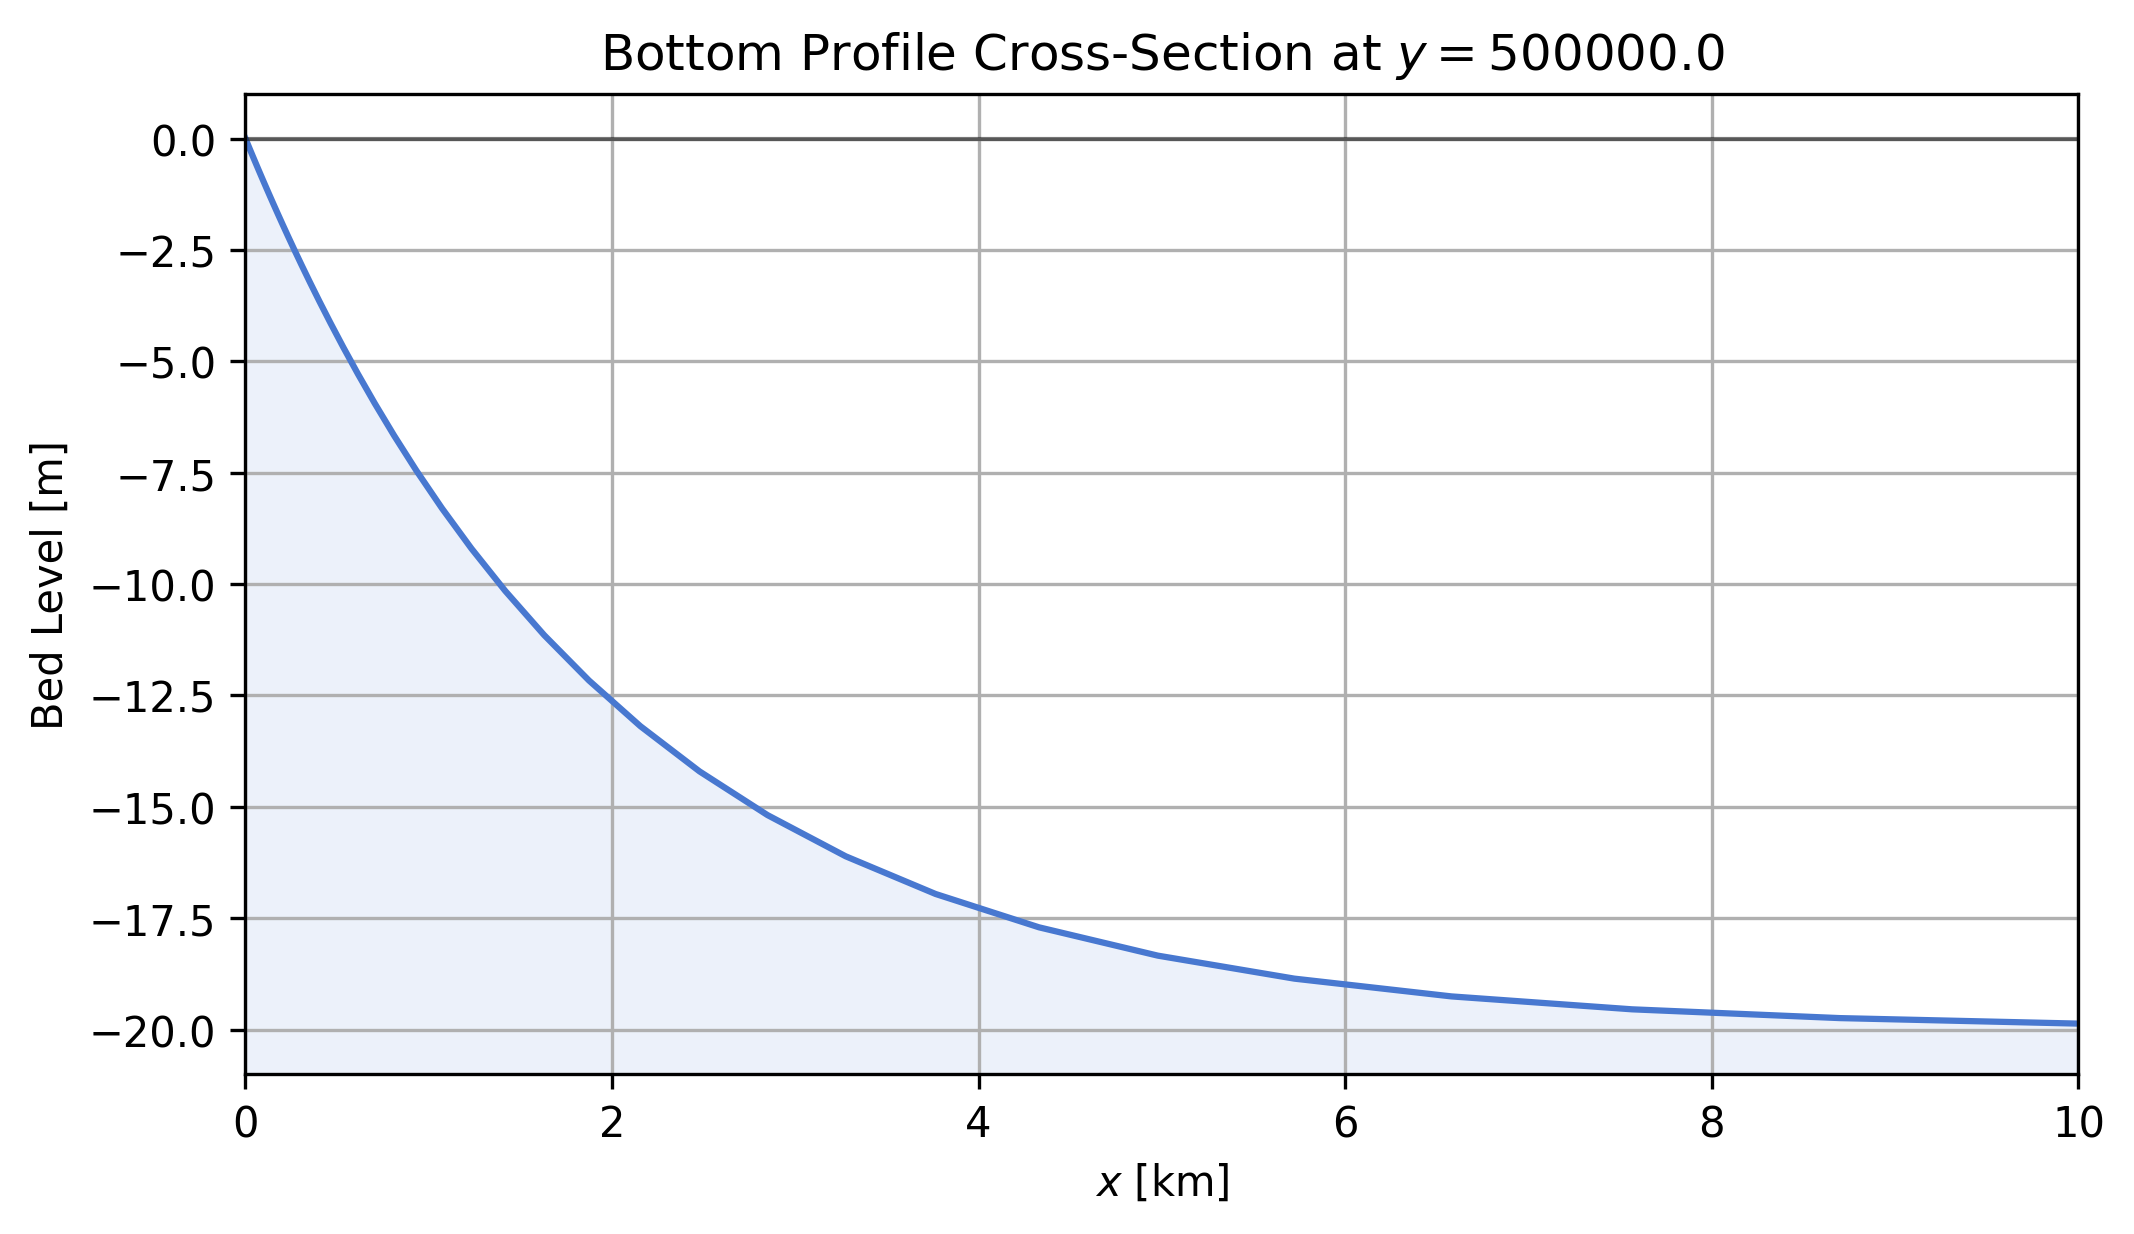 Bottom Profile Cross-Section at y = 500000.0
0.0
−2.5
−5.0
−7.5
−10.0
−12.5
−15.0
−17.5
−20.0
Bed Level [m]
0 2 4 6 8 10
x [km]